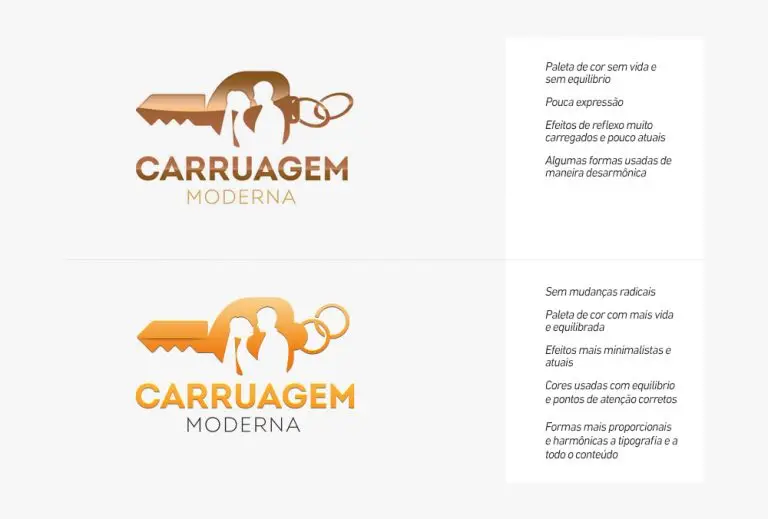 CARRUAGEM
MODERNA
Paleta de cor sem vida e
sem equilibrio
Pouca expressão
Efeitos de reflexo muito
carregados e pouco atuais
Algumas formas usadas de
maneira desarmônica
CARRUAGEM
MODERNA
Sem mudanças radicais
Paleta de cor com mais vida
e equilibrada
Efeitos mais minimalistas e
atuais
Cores usadas com equilibrio
e pontos de atenção corretos
Formas mais proporcionais
e harmônicas a tipografia e a
todo o conteúdo